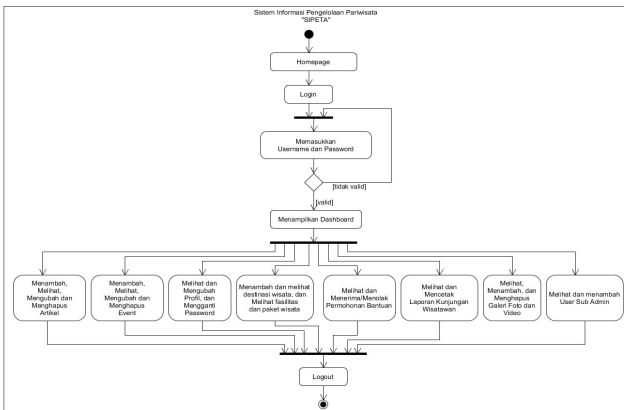 Sistem Informasi Pengelolaan Pariwisata
"SIPETA"
Homepage
Login
Memasukkan
Username dan Password
[tidak valid]
[valid]
Menampilkan Dashboard
Menambah,
Melihat,
Mengubah dan
Menghapus
Artikel
Menambah,
Melihat,
Mengubah dan
Menghapus
Event
Melihat dan
Mengubah
Profil, dan
Mengganti
Password
Menambah dan melihat
destinasi wisata, dan
Melihat fasilitas
dan paket wisata
Melihat dan
Menerima/Menolak
Permohonan Bantuan
Melihat dan
Mencetak
Laporan Kunjungan
Wisatawan
Melihat,
Menambah, dan
Menghapus
Galeri Foto dan
Video
Melihat dan menambah
User Sub Admin
Logout